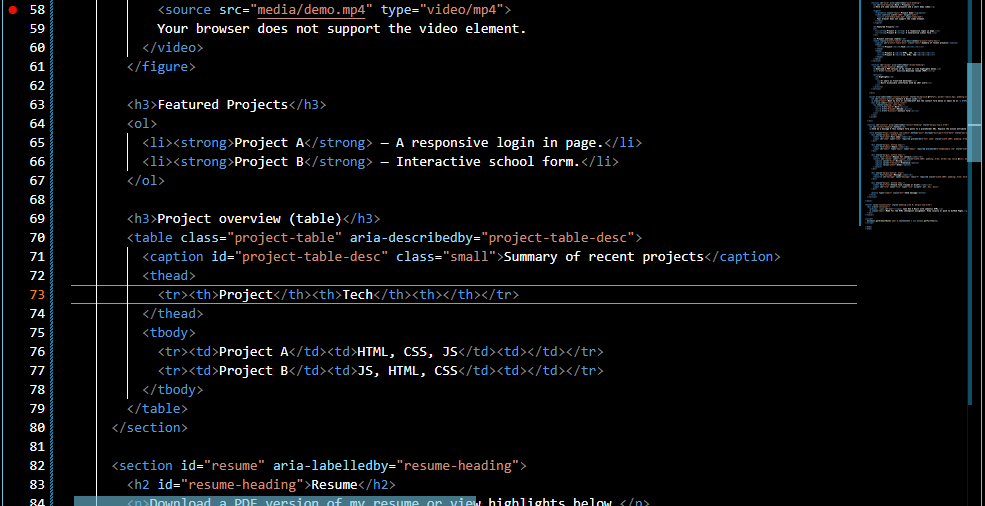 58 <source src="media/demo.mp4" type="video/mp4">
59 Your browser does not support the video element.
60 </video>
61 </figure>
62
63 <h3>Featured Projects</h3>
64 <ol>
65 <li><strong>Project A</strong> — A responsive login in page.</li>
66 <li><strong>Project B</strong> — Interactive school form.</li>
67 </ol>
68
69 <h3>Project overview (table)</h3>
70 <table class="project-table" aria-describedby="project-table-desc">
71 <caption id="project-table-desc" class="small">Summary of recent projects</caption>
72 <thead>
73 <tr><th>Project</th><th>Tech</th><th></th></tr>
74 </thead>
75 <tbody>
76 <tr><td>Project A</td><td>HTML, CSS, JS</td><td></td></tr>
77 <tr><td>Project B</td><td>JS, HTML, CSS</td><td></td></tr>
78 </tbody>
79 </table>
80 </section>
81
82 <section id="resume" aria-labelledby="resume-heading">
83 <h2 id="resume-heading">Resume</h2>
84 <p>Download a PDF version of my resume or view highlights below.</p>